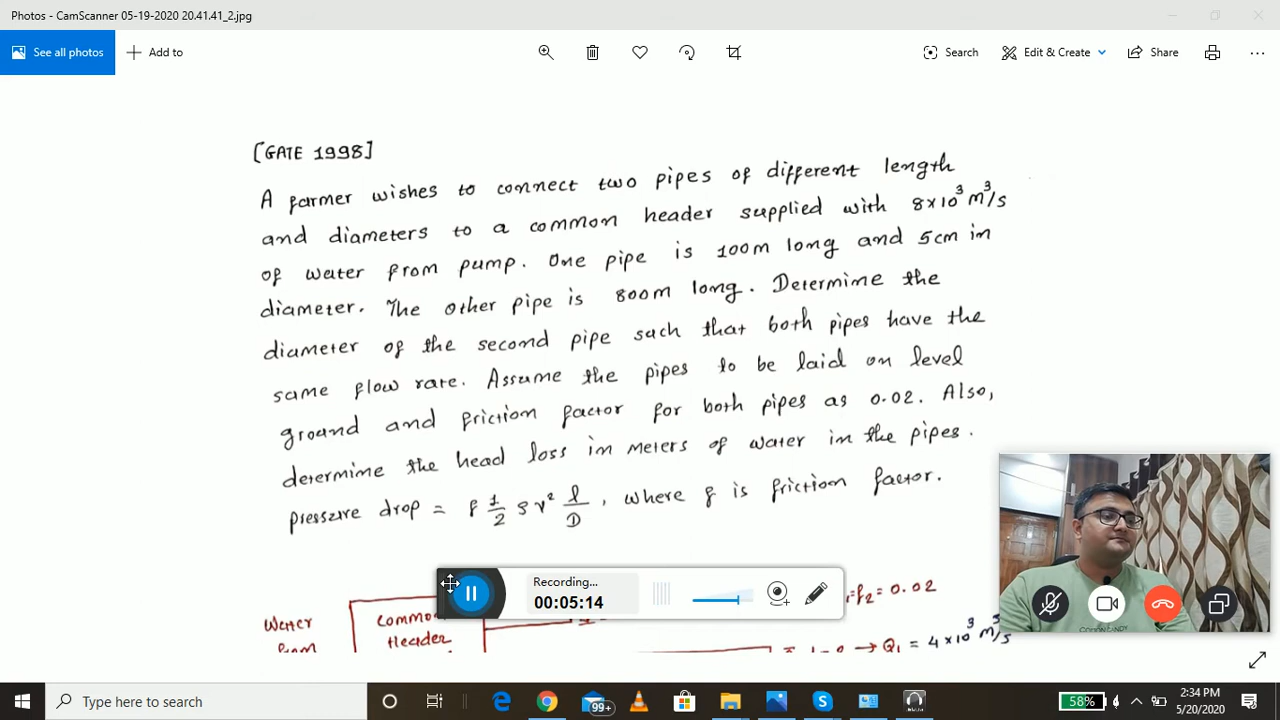 Photos - CamScanner 05-19-2020 20.41.41_2.jpg
See all photos
Add to
Search
Edit & Create
Share
[GATE 1998]
A farmer wishes to connect two pipes of different length
and diameters to a common header supplied with 8×10³ m³/s
of water from pump. One pipe is 100m long and 5cm in
diameter. The other pipe is 800m long. Determine the
diameter of the second pipe such that both pipes have the
same flow rate. Assume the pipes to be laid on level
ground and friction factor for both pipes as 0.02. Also,
determine the head loss in meters of water in the pipes.
pressure drop = f 1/2 ρ v² l/D, where f is friction factor.
Recording...
00:05:14
f₂ = 0.02
Water
Common
Header
→ Q₁ = 4×10³ m³/s
COTTON CANDY
Type here to search
99+
58%
2:34 PM
5/20/2020